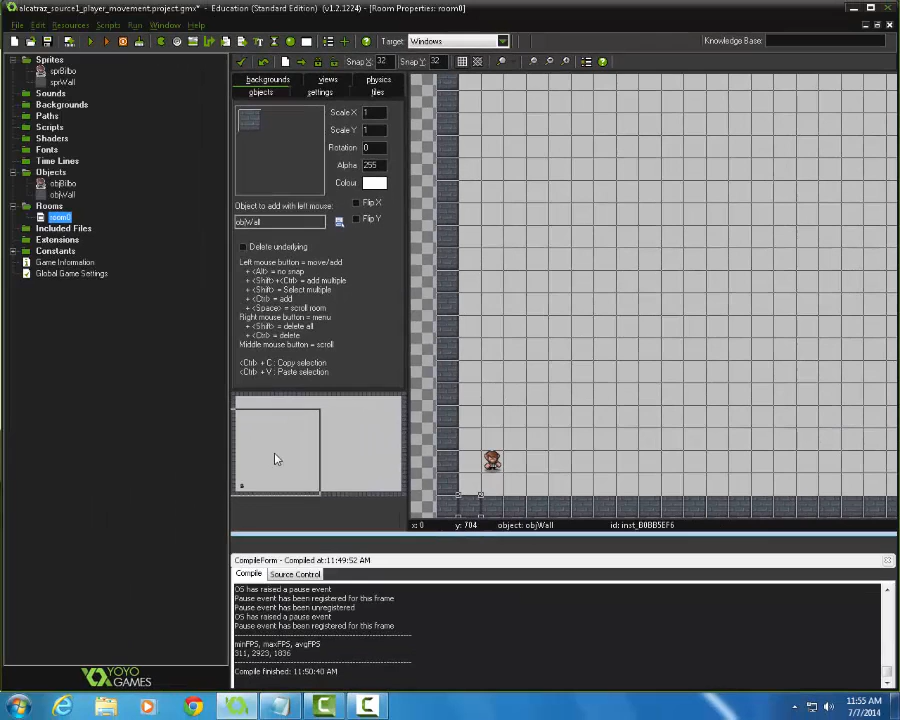 alcatraz_source1_player_movement.project.gmx* - Education (Standard Edition) (v1.2.1224) - [Room Properties: room0]
File Edit Resources Scripts Run Window Help
Target: Windows
Knowledge Base:
Snap X 32 Snap Y 32
Sprites
sprBilbo
sprWall
Sounds
Backgrounds
Paths
Scripts
Shaders
Fonts
Time Lines
Objects
objBilbo
objWall
Rooms
room0
Included Files
Extensions
Constants
Game Information
Global Game Settings
backgrounds views physics
objects settings tiles
Scale X 1
Scale Y 1
Rotation 0
Alpha 255
Colour
Object to add with left mouse:
Flip X
objWall
Flip Y
Delete underlying
Left mouse button = move/add
+ <Alt> = no snap
+ <Shift>+<Ctrl> = add multiple
+ <Shift> = Select multiple
+ <Ctrl> = add
+ <Space> = scroll room
Right mouse button = menu
+ <Shift> = delete all
+ <Ctrl> = delete
Middle mouse button = scroll
<Ctrl> + C : Copy selection
<Ctrl> + V : Paste selection
x: 0 y: 704 object: objWall id: inst_B0BB5EF6
CompileForm - Compiled at:11:49:52 AM
Compile Source Control
OS has raised a pause event
Pause event has been registered for this frame
Pause event has been unregistered
OS has raised a pause event
Pause event has been registered for this frame
minFPS, maxFPS, avgFPS
311, 2923, 1836
Compile finished: 11:50:40 AM
YOYO
GAMES
11:55 AM
7/7/2014